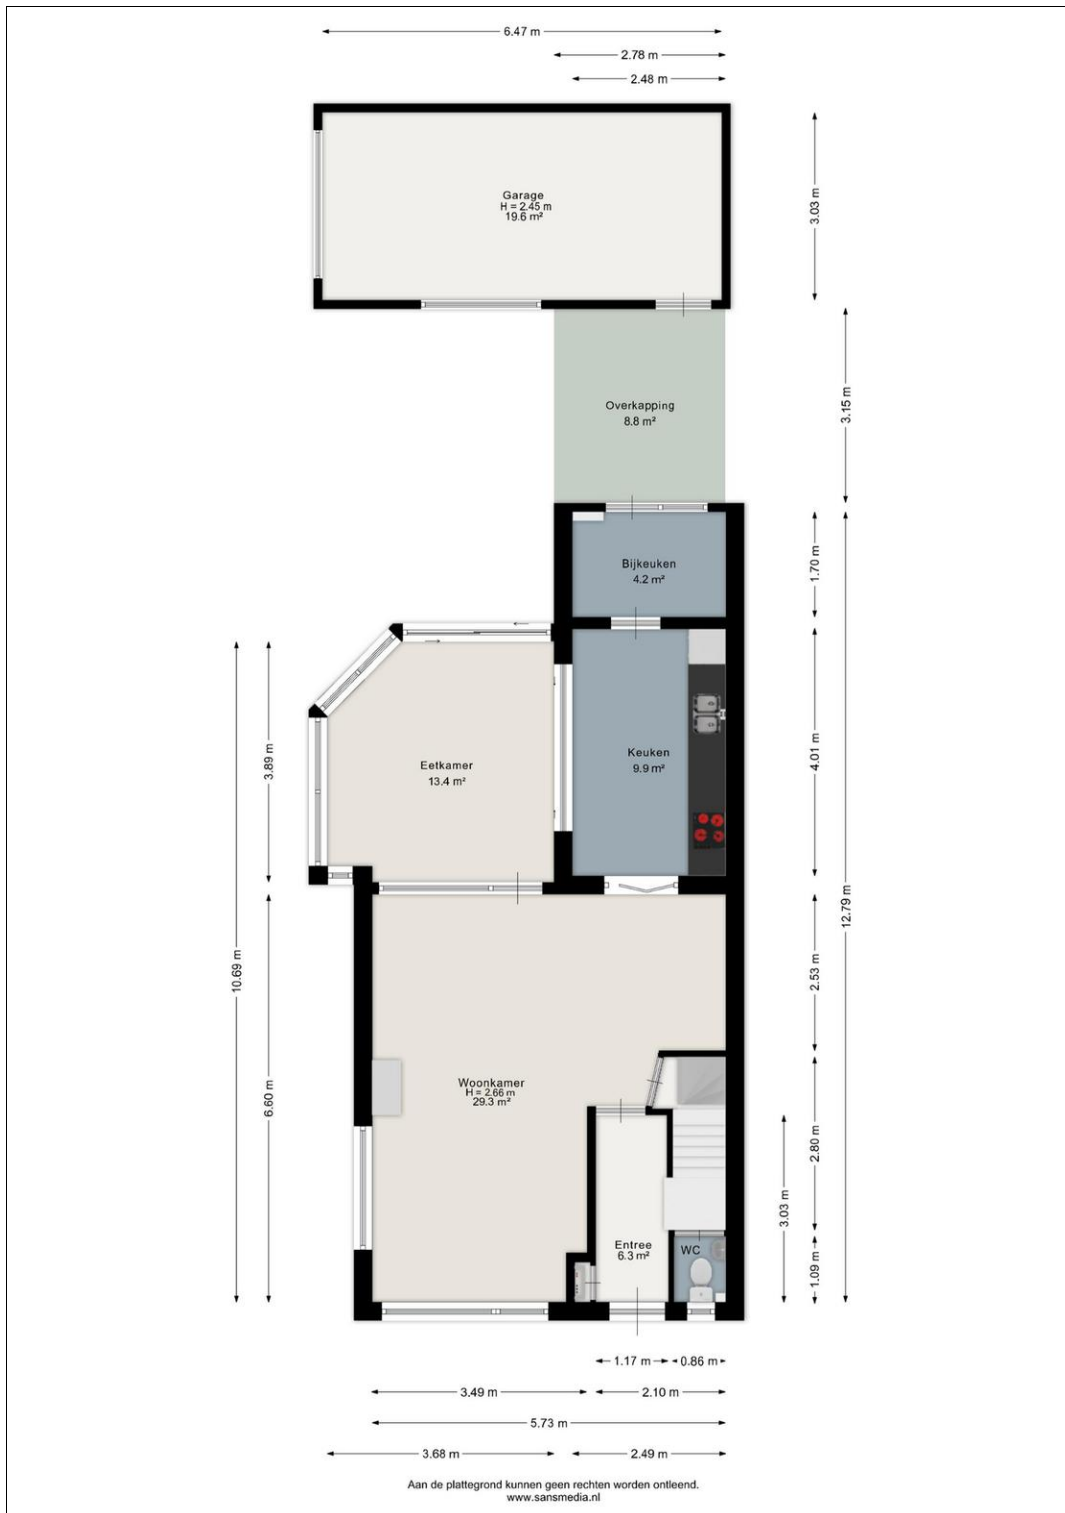 6.47 m
2.78 m
2.48 m
Garage
H = 2.45 m
19.6 m²
3.03 m
Overkapping
8.8 m²
3.15 m
Bijkeuken
4.2 m²
1.70 m
Eetkamer
13.4 m²
3.89 m
Keuken
9.9 m²
4.01 m
12.79 m
10.69 m
2.53 m
Woonkamer
H = 2.66 m
29.3 m²
6.60 m
2.80 m
3.03 m
Entree
6.3 m²
WC
1.09 m
1.17 m
0.86 m
3.49 m
2.10 m
5.73 m
3.68 m
2.49 m
Aan de plattegrond kunnen geen rechten worden ontleend.
www.sansmedia.nl